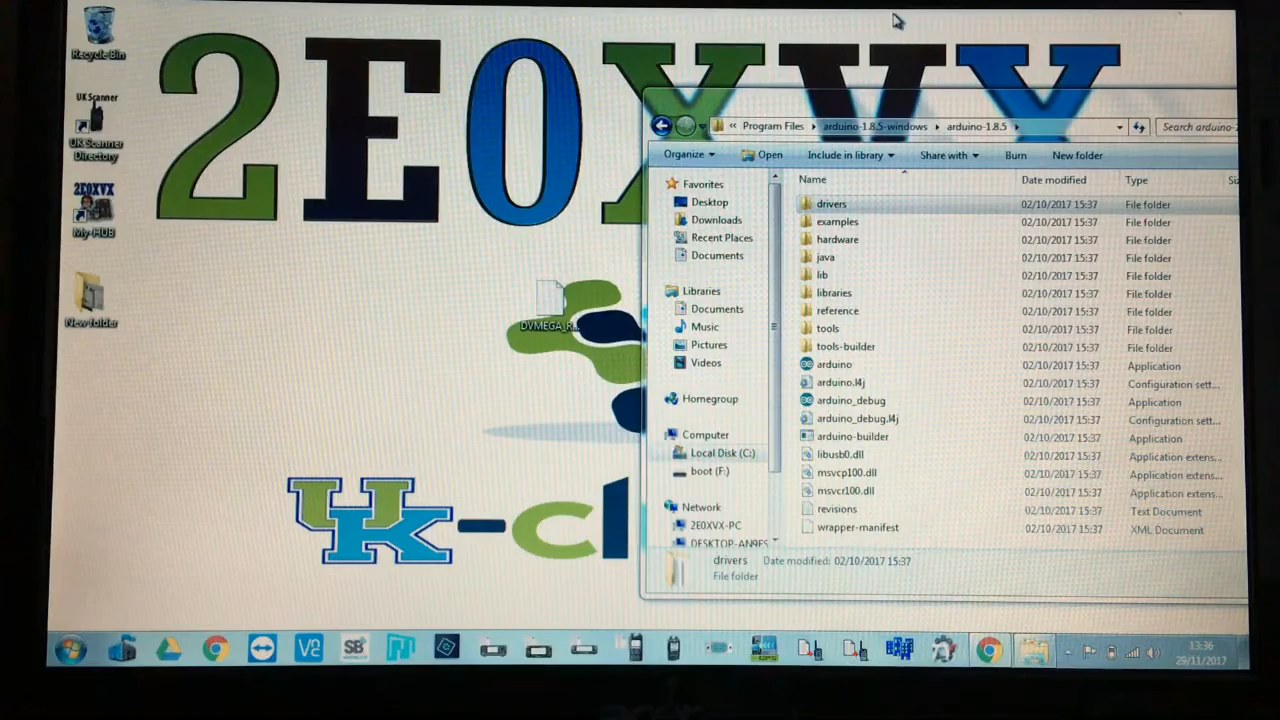 2E0XVX
Recycle Bin
UK Scanner
UK Scanner
Directory
2E0XVX
My-HUB
New folder
DVMEGA_R...
UK-cl
« Program Files ▸ arduino-1.8.5-windows ▸ arduino-1.8.5 ▸
Search arduino-
Organize
Open
Include in library
Share with
Burn
New folder
Favorites
Desktop
Downloads
Recent Places
Documents
Libraries
Documents
Music
Pictures
Videos
Homegroup
Computer
Local Disk (C:)
boot (F:)
Network
2E0XVX-PC
DESKTOP-AN9FS
Name Date modified Type Siz
drivers 02/10/2017 15:37 File folder
examples 02/10/2017 15:37 File folder
hardware 02/10/2017 15:37 File folder
java 02/10/2017 15:37 File folder
lib 02/10/2017 15:37 File folder
libraries 02/10/2017 15:37 File folder
reference 02/10/2017 15:37 File folder
tools 02/10/2017 15:37 File folder
tools-builder 02/10/2017 15:37 File folder
arduino 02/10/2017 15:37 Application
arduino.l4j 02/10/2017 15:37 Configuration sett...
arduino_debug 02/10/2017 15:37 Application
arduino_debug.l4j 02/10/2017 15:37 Configuration sett...
arduino-builder 02/10/2017 15:37 Application
libusb0.dll 02/10/2017 15:37 Application extens...
msvcp100.dll 02/10/2017 15:37 Application extens...
msvcr100.dll 02/10/2017 15:37 Application extens...
revisions 02/10/2017 15:37 Text Document
wrapper-manifest 02/10/2017 15:37 XML Document
drivers Date modified: 02/10/2017 15:37
File folder
SB
13:36
29/11/2017